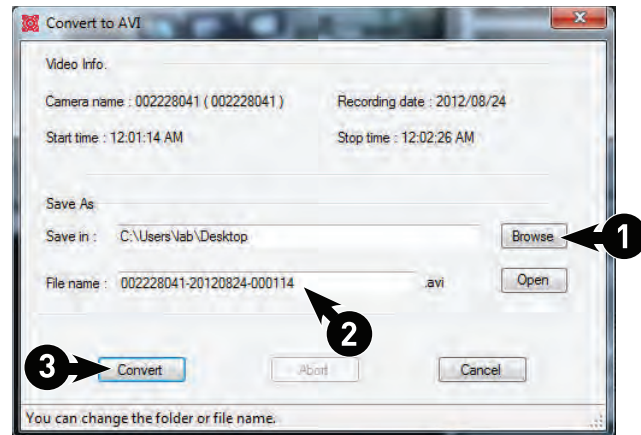 Convert to AVI
Video Info.
Camera name : 002228041 ( 002228041 ) Recording date : 2012/08/24
Start time : 12:01:14 AM Stop time : 12:02:26 AM
Save As
Save in : C:\Users\lab\Desktop Browse 1
File name : 002228041-20120824-000114 .avi Open
2
3 Convert Abort Cancel
You can change the folder or file name.